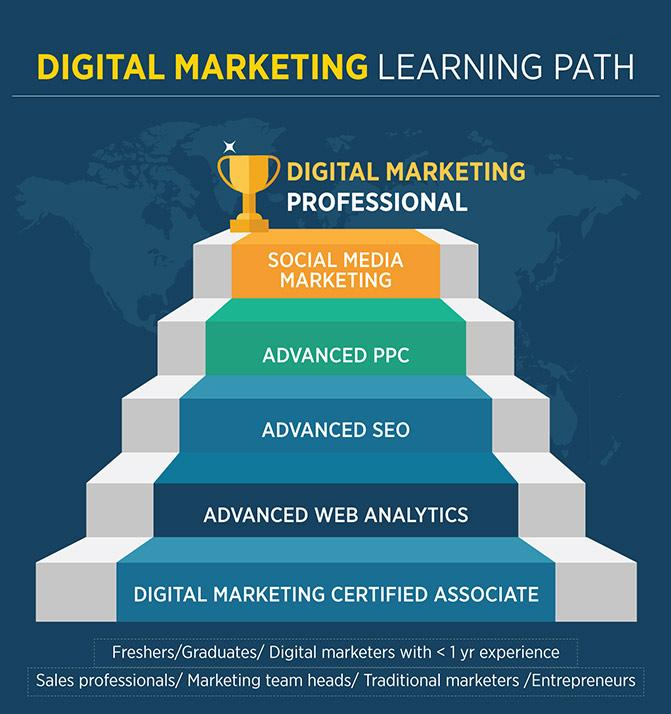 DIGITAL MARKETING LEARNING PATH
DIGITAL MARKETING
PROFESSIONAL
SOCIAL MEDIA
MARKETING
ADVANCED PPC
ADVANCED SEO
ADVANCED WEB ANALYTICS
DIGITAL MARKETING CERTIFIED ASSOCIATE
Freshers/Graduates/ Digital marketers with < 1 yr experience
Sales professionals/ Marketing team heads/ Traditional marketers /Entrepreneurs